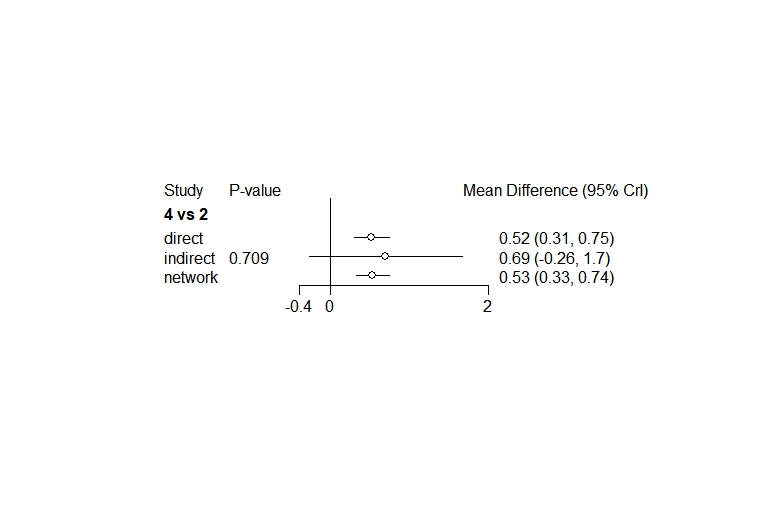 Study P-value Mean Difference (95% CrI)
4 vs 2
direct 0.52 (0.31, 0.75)
indirect 0.709 0.69 (-0.26, 1.7)
network 0.53 (0.33, 0.74)
-0.4 0 2